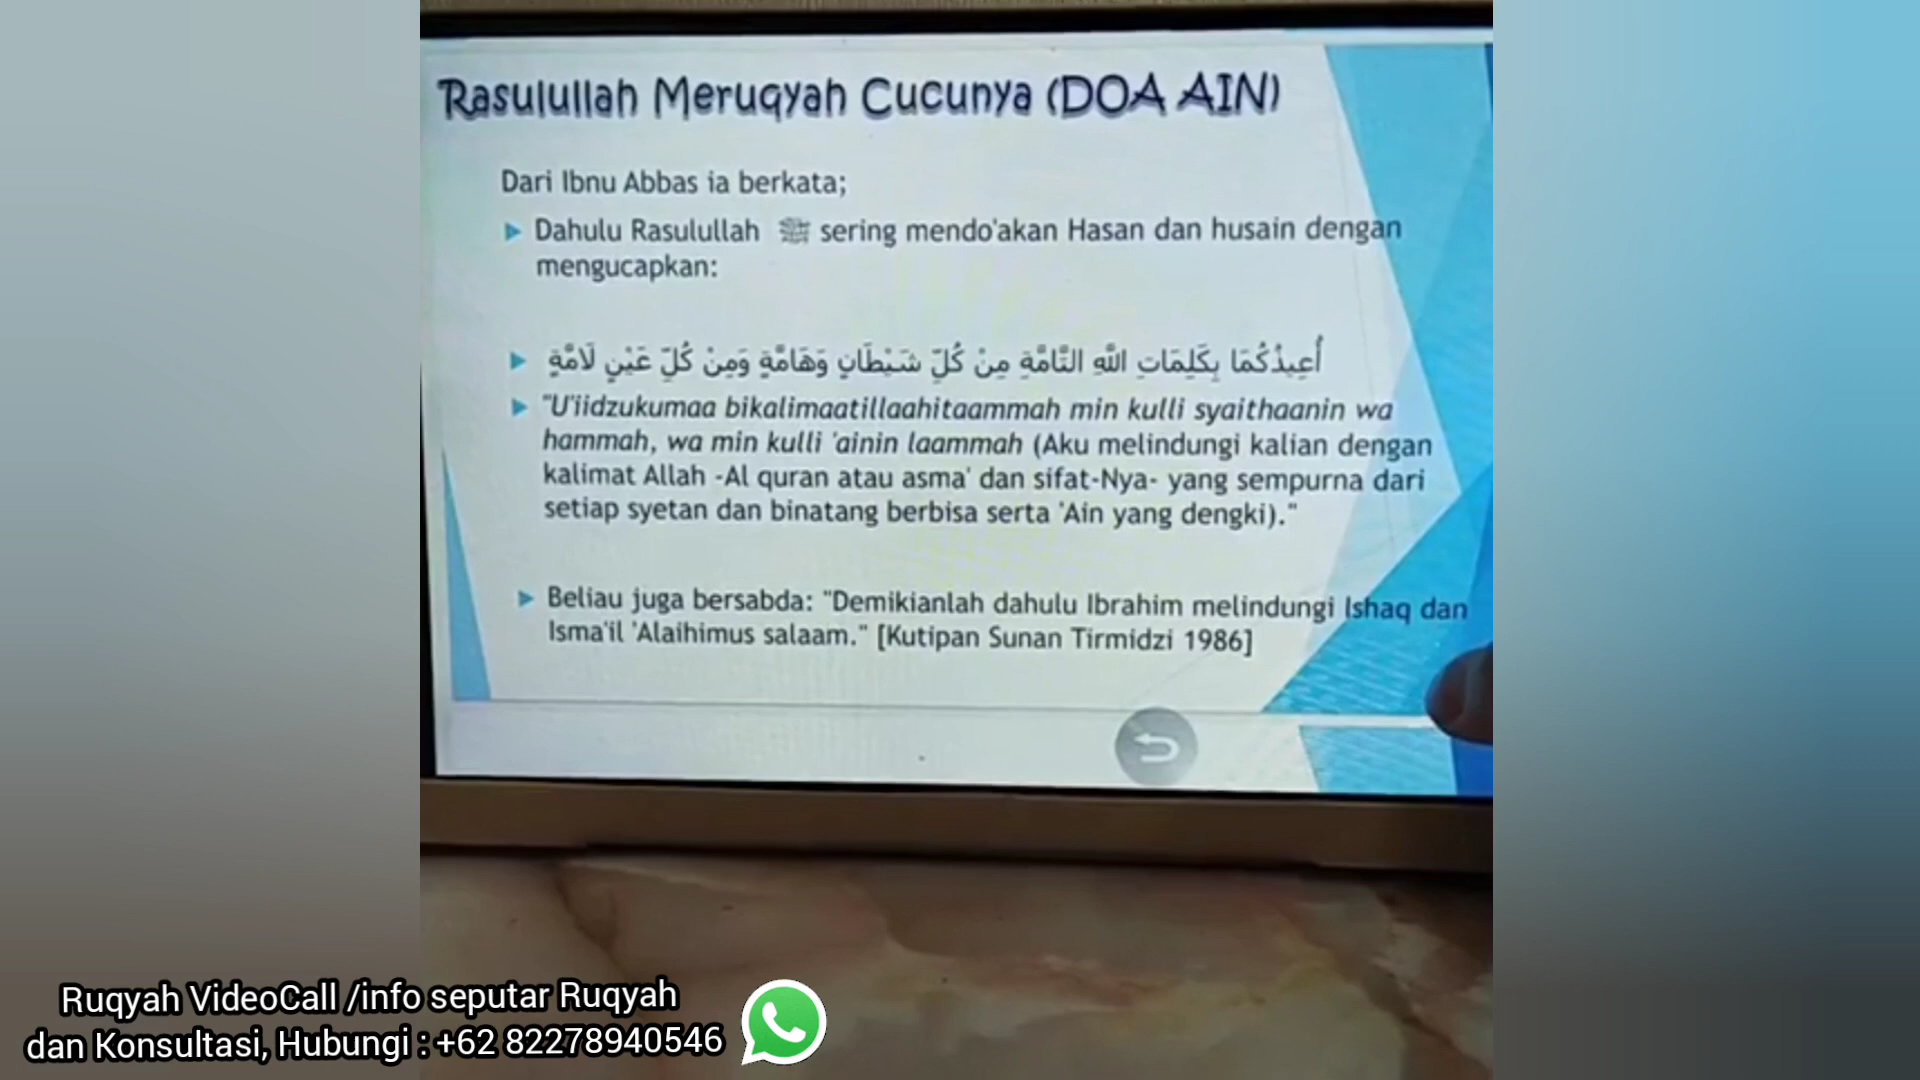 Rasulullah Meruqyah Cucunya (DOA AIN)
Dari Ibnu Abbas ia berkata;
Dahulu Rasulullah ﷺ sering mendo'akan Hasan dan husain dengan
mengucapkan:
أُعِيذُكُمَا بِكَلِمَاتِ اللَّهِ التَّامَّةِ مِنْ كُلِّ شَيْطَانٍ وَهَامَّةٍ وَمِنْ كُلِّ عَيْنٍ لَامَّةٍ
"U'iidzukumaa bikalimaatillaahitaammah min kulli syaithaanin wa
hammah, wa min kulli 'ainin laammah (Aku melindungi kalian dengan
kalimat Allah -Al quran atau asma' dan sifat-Nya- yang sempurna dari
setiap syetan dan binatang berbisa serta 'Ain yang dengki)."
Beliau juga bersabda: "Demikianlah dahulu Ibrahim melindungi Ishaq dan
Isma'il 'Alaihimus salaam." [Kutipan Sunan Tirmidzi 1986]
Ruqyah VideoCall /info seputar Ruqyah
dan Konsultasi, Hubungi : +62 82278940546